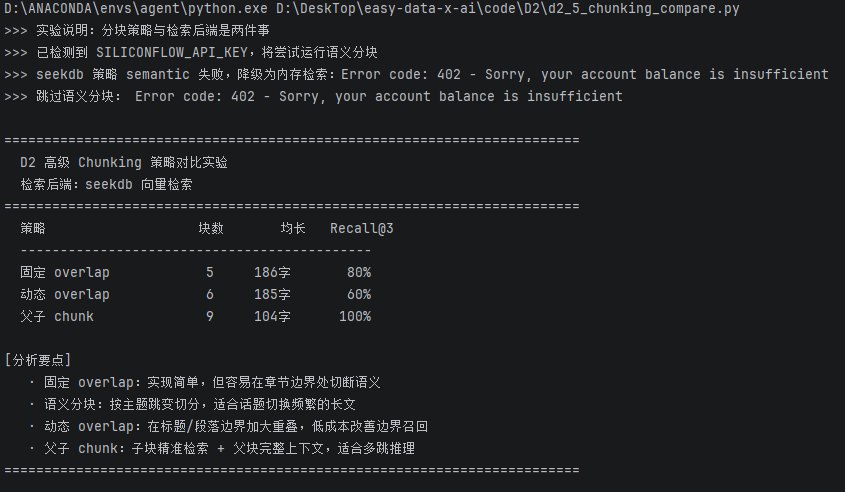 D:\ANACONDA\envs\agent\python.exe D:\DeskTop\easy-data-x-ai\code\D2\d2_5_chunking_compare.py
>>> 实验说明：分块策略与检索后端是两件事
>>> 已检测到 SILICONFLOW_API_KEY，将尝试运行语义分块
>>> seekdb 策略 semantic 失败，降级为内存检索：Error code: 402 - Sorry, your account balance is insufficient
>>> 跳过语义分块： Error code: 402 - Sorry, your account balance is insufficient
======================================================================
D2 高级 Chunking 策略对比实验
检索后端：seekdb 向量检索
======================================================================
策略 块数 均长 Recall@3
--------------------------------------------
固定 overlap 5 186字 80%
动态 overlap 6 185字 60%
父子 chunk 9 104字 100%
[分析要点]
· 固定 overlap：实现简单，但容易在章节边界处切断语义
· 语义分块：按主题跳变切分，适合话题切换频繁的长文
· 动态 overlap：在标题/段落边界加大重叠，低成本改善边界召回
· 父子 chunk：子块精准检索 + 父块完整上下文，适合多跳推理
======================================================================